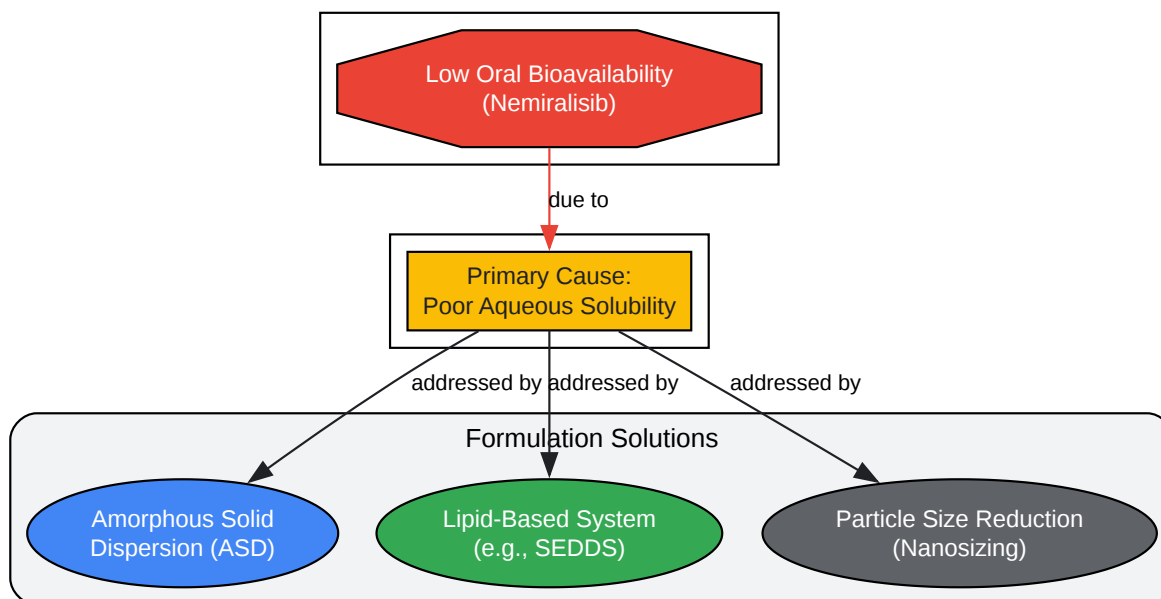 Low Oral Bioavailability
(Nemiralisib)
due to
Primary Cause:
Poor Aqueous Solubility
addressed by addressed by addressed by
Formulation Solutions
Amorphous Solid
Dispersion (ASD)
Lipid-Based System
(e.g., SEDDS)
Particle Size Reduction
(Nanosizing)